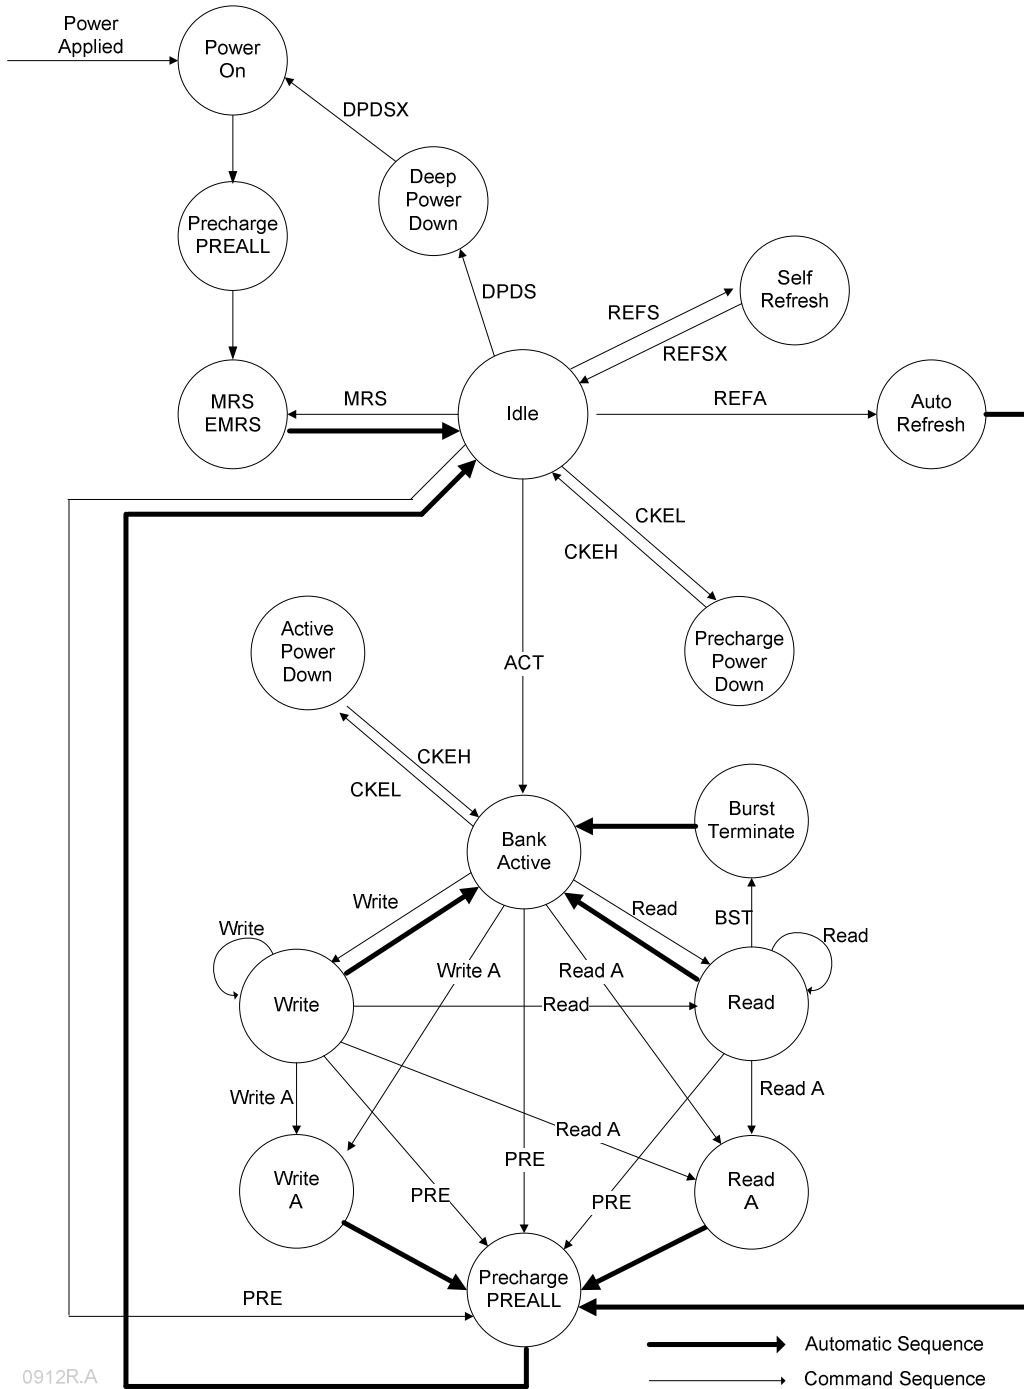 Power
Applied
Power
On
DPDSX
Deep
Power
Down
Precharge
PREALL
DPDS
Self
Refresh
REFS
REFSX
MRS
EMRS
MRS
Idle
REFA
Auto
Refresh
CKEL
CKEH
Active
Power
Down
ACT
Precharge
Power
Down
CKEH
CKEL
Burst
Terminate
Bank
Active
Write
Read
BST
Write
Read
Write A
Read A
Write
Read
Read
Write A
Read A
Read A
PRE
Write
A
PRE
PRE
Read
A
Precharge
PREALL
PRE
Automatic Sequence
Command Sequence
0912R.A